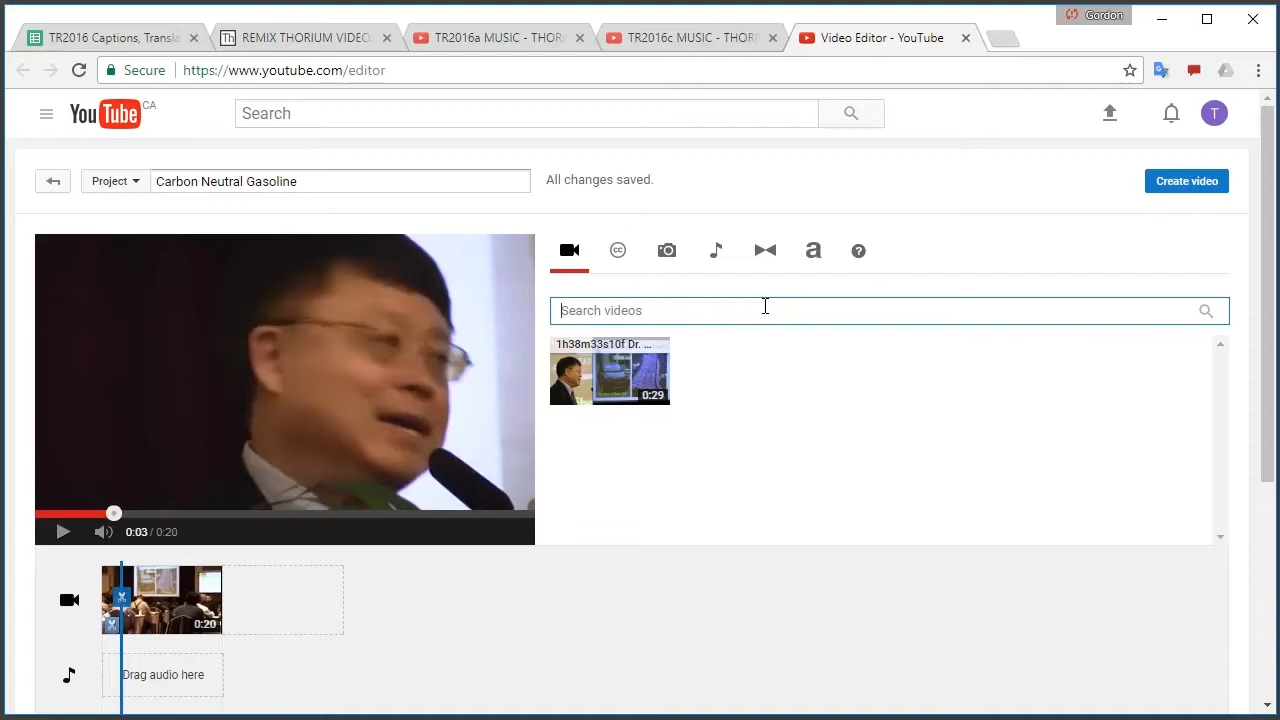 Gordon
TR2016 Captions, Transla
REMIX THORIUM VIDEO
TR2016a MUSIC - THOR
TR2016c MUSIC - THORI
Video Editor - YouTube
Secure
https://www.youtube.com/editor
YouTube CA
Search
T
Project
Carbon Neutral Gasoline
All changes saved.
Create video
Search videos
1h38m33s10f Dr. ...
0:29
0:03 / 0:20
0:20
Drag audio here